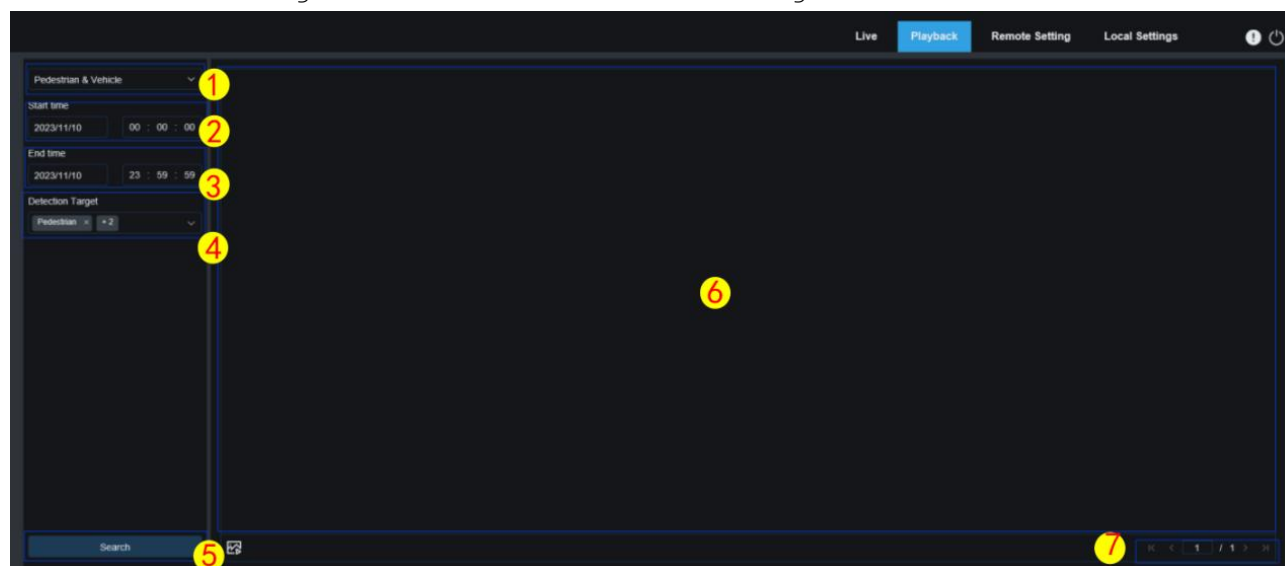 Live Playback Remote Setting Local Settings
Pedestrian & Vehicle
1
Start time
2023/11/10 00 : 00 : 00
2
End time
2023/11/10 23 : 59 : 59
3
Detection Target
Pedestrian × + 2
4
6
Search
5
7
1 / 1